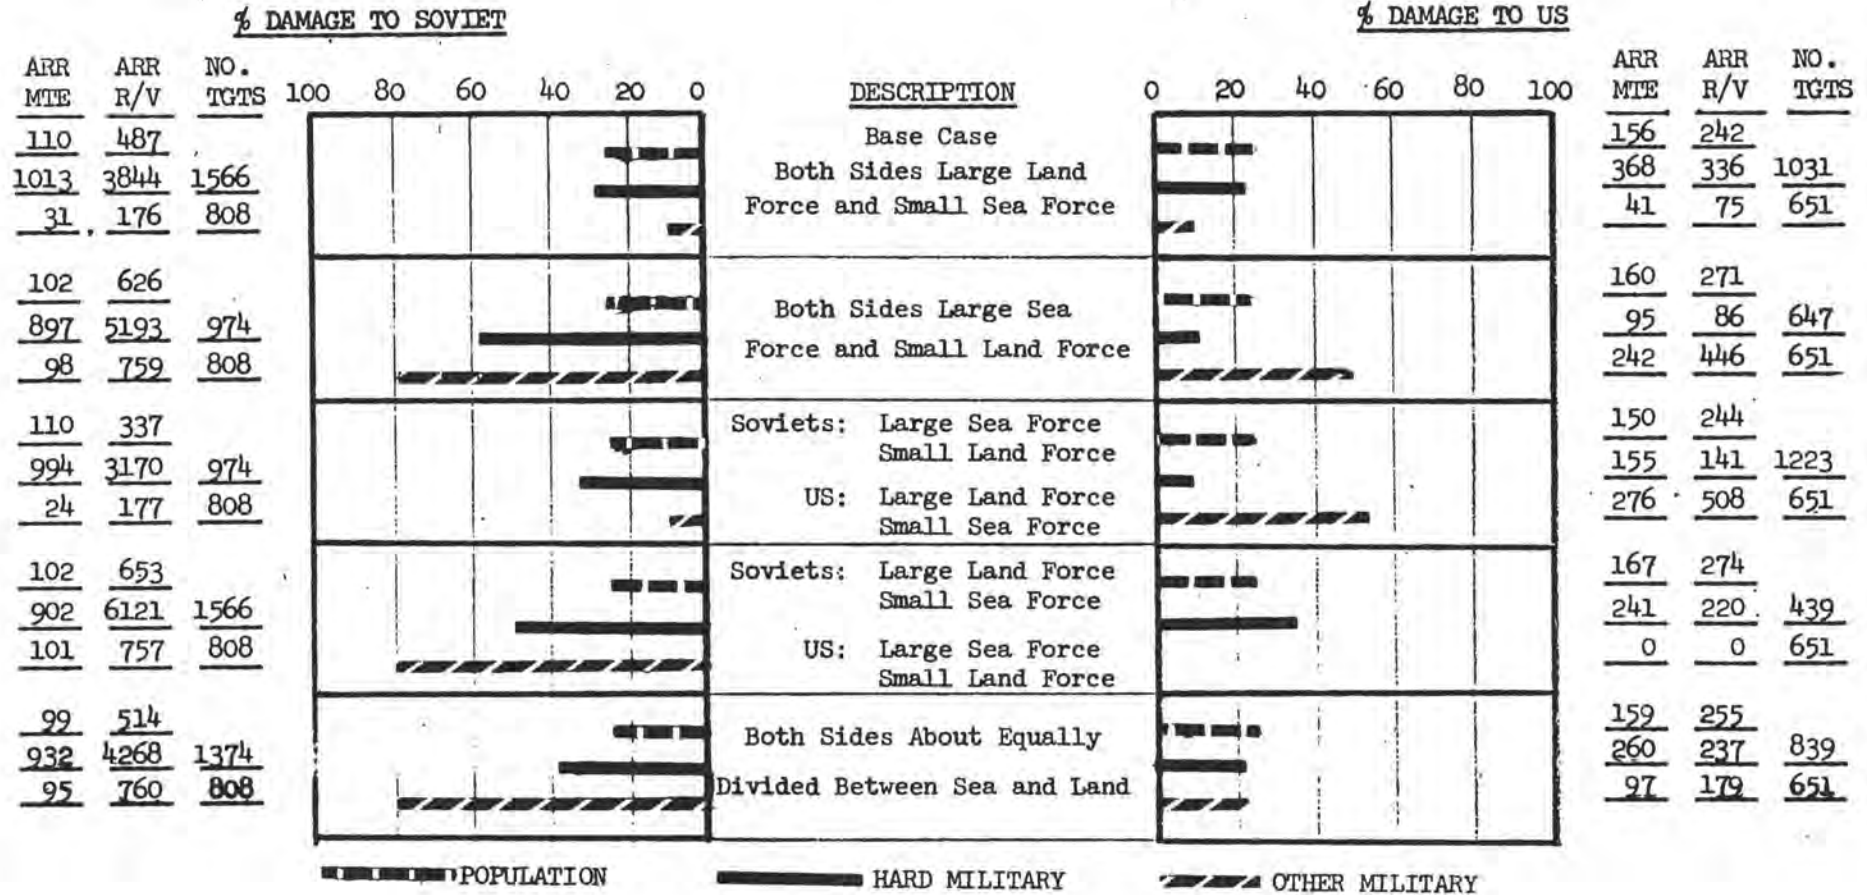 % DAMAGE TO SOVIET % DAMAGE TO US
ARR ARR NO. ARR ARR NO.
MTE R/V TGTS 100 80 60 40 20 0 DESCRIPTION 0 20 40 60 80 100 MTE R/V TGTS
110 487 Base Case 156 242
1013 3844 1566 Both Sides Large Land 368 336 1031
31 176 808 Force and Small Sea Force 41 75 651
102 626 160 271
897 5193 974 Both Sides Large Sea 95 86 647
98 759 808 Force and Small Land Force 242 446 651
110 337 Soviets: Large Sea Force 150 244
994 3170 974 Small Land Force 155 141 1223
24 177 808 US: Large Land Force 276 508 651
Small Sea Force
102 653 Soviets: Large Land Force 167 274
902 6121 1566 Small Sea Force 241 220 439
101 757 808 US: Large Sea Force 0 0 651
Small Land Force
99 514 159 255
932 4268 1374 Both Sides About Equally 260 237 839
95 760 808 Divided Between Sea and Land 97 179 651
POPULATION HARD MILITARY OTHER MILITARY